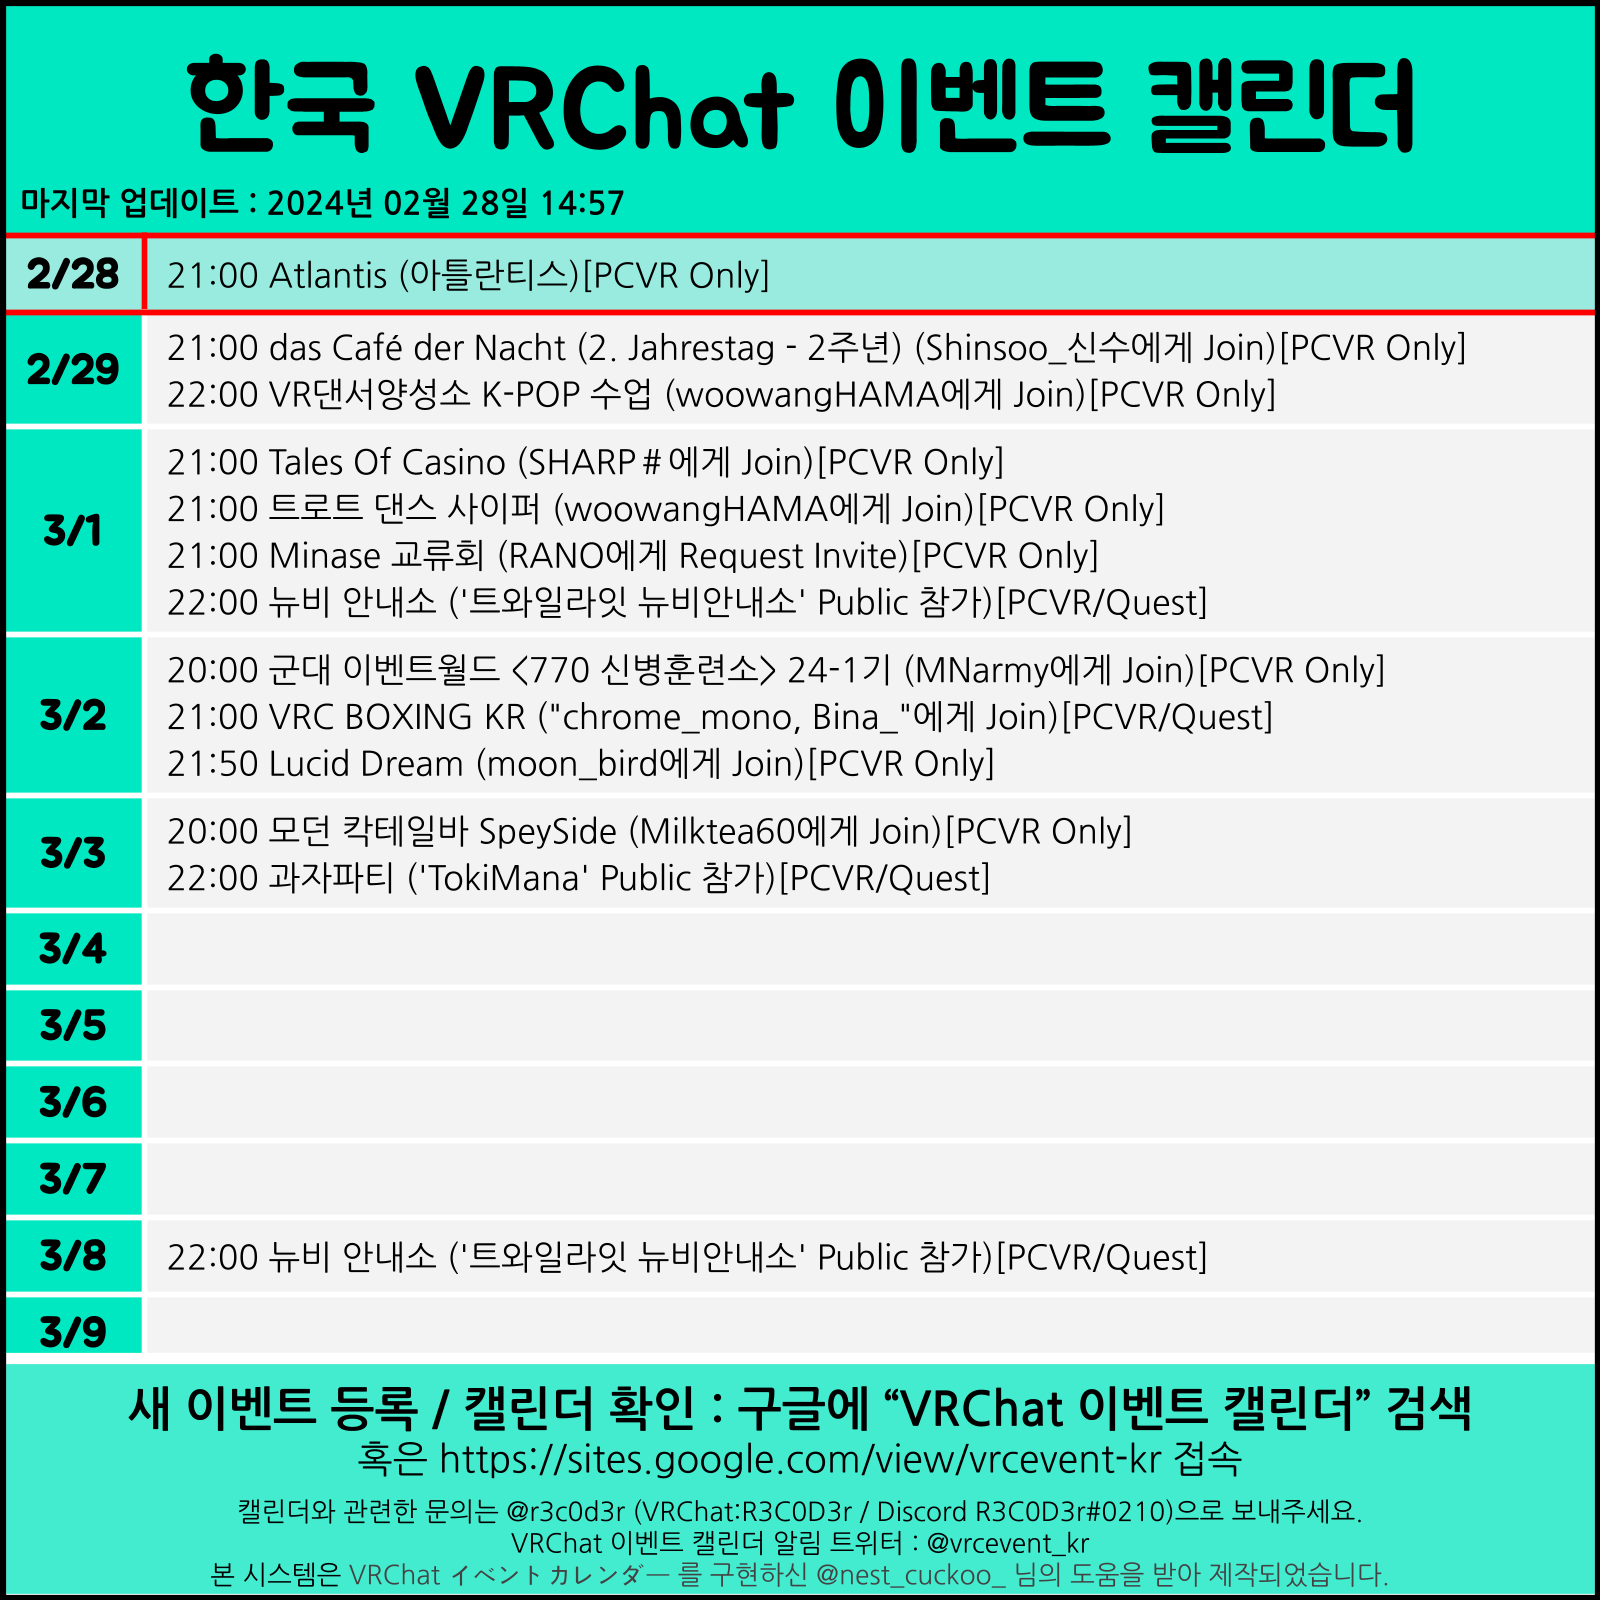 한국 VRChat 이벤트 캘린더
마지막 업데이트 : 2024년 02월 28일 14:57
2/28
21:00 Atlantis (아틀란티스)[PCVR Only]
2/29
21:00 das Café der Nacht (2. Jahrestag - 2주년) (Shinsoo_신수에게 Join)[PCVR Only]
22:00 VR댄서양성소 K-POP 수업 (woowangHAMA에게 Join)[PCVR Only]
3/1
21:00 Tales Of Casino (SHARP＃에게 Join)[PCVR Only]
21:00 트로트 댄스 사이퍼 (woowangHAMA에게 Join)[PCVR Only]
21:00 Minase 교류회 (RANO에게 Request Invite)[PCVR Only]
22:00 뉴비 안내소 ('트와일라잇 뉴비안내소' Public 참가)[PCVR/Quest]
3/2
20:00 군대 이벤트월드 <770 신병훈련소> 24-1기 (MNarmy에게 Join)[PCVR Only]
21:00 VRC BOXING KR ("chrome_mono, Bina_"에게 Join)[PCVR/Quest]
21:50 Lucid Dream (moon_bird에게 Join)[PCVR Only]
3/3
20:00 모던 칵테일바 SpeySide (Milktea60에게 Join)[PCVR Only]
22:00 과자파티 ('TokiMana' Public 참가)[PCVR/Quest]
3/4
3/5
3/6
3/7
3/8
22:00 뉴비 안내소 ('트와일라잇 뉴비안내소' Public 참가)[PCVR/Quest]
3/9
새 이벤트 등록 / 캘린더 확인 : 구글에 “VRChat 이벤트 캘린더” 검색
혹은 https://sites.google.com/view/vrcevent-kr 접속
캘린더와 관련한 문의는 @r3c0d3r (VRChat:R3C0D3r / Discord R3C0D3r#0210)으로 보내주세요.
VRChat 이벤트 캘린더 알림 트위터 : @vrcevent_kr
본 시스템은 VRChat イベントカレンダー 를 구현하신 @nest_cuckoo_ 님의 도움을 받아 제작되었습니다.